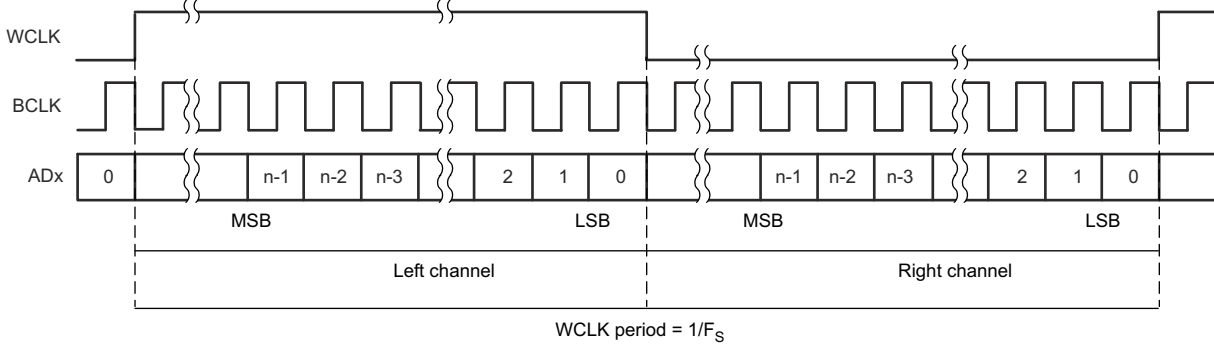 WCLK
BCLK
ADx 0 n-1 n-2 n-3 2 1 0 n-1 n-2 n-3 2 1 0
MSB LSB MSB LSB
Left channel Right channel
WCLK period = 1/FS